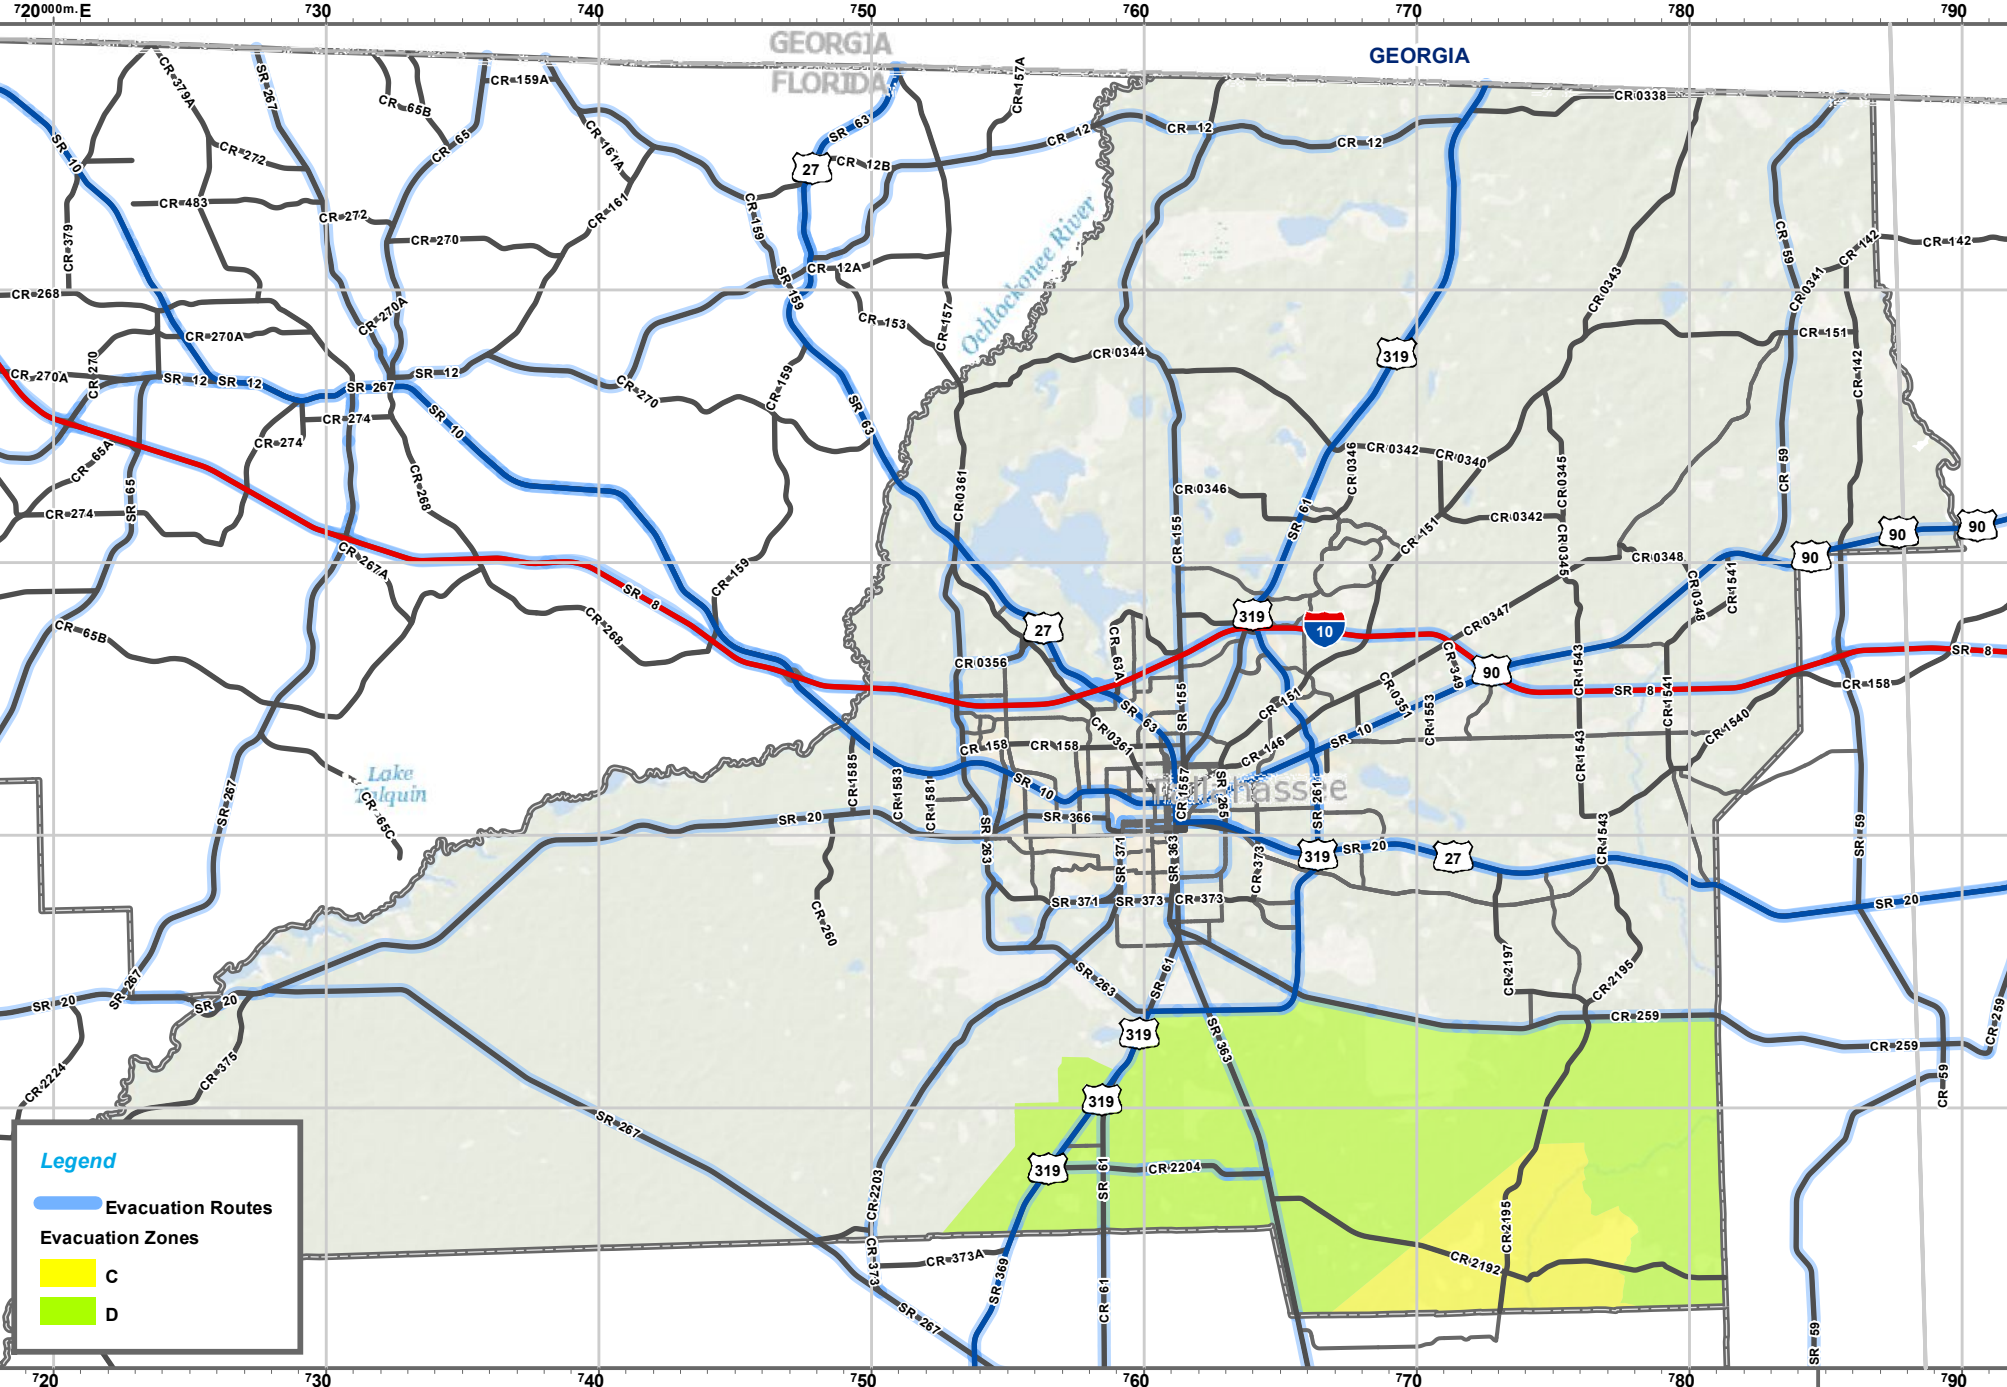 720000m.E
730
740
750
760
770
780
790
GEORGIA
FLORIDA
GEORGIA
CR 379A
SR 267
CR 159A
CR 65B
CR 65
CR 161A
CR 157A
SR 63
CR 12
CR 12
CR 12
CR 0338
SR 10
CR 272
27
CR 12B
CR 483
CR 272
CR 161
CR 159
CR 379
CR 270
CR 12A
SR 159
Ochlockonee River
CR 59
CR 142
CR 142
CR 268
CR 270A
CR 153
CR 157
CR 0343
CR 0341
CR 270A
CR 151
CR 270
CR 0344
319
CR 142
CR 270A
SR 12
SR 12
SR 267
SR 12
CR 270
CR 159
CR 274
SR 10
SR 63
CR 274
CR 65A
CR 0342
CR 0340
CR 0346
CR 0345
CR 59
CR 268
CR 0361
CR 0346
SR 65
CR 274
SR 61
CR 0342
CR 151
CR 155
90
90
90
CR 267A
CR 0345
CR 0348
CR 159
CR 0348
CR 1541
SR 8
CR 268
CR 65B
27
319
10
CR 0347
CR 0356
CR 63A
CR 349
CR 1543
SR 8
90
SR 8
CR 158
CR 1541
CR 0351
CR 1553
CR 151
SR 155
SR 63
CR 0361
CR 158
CR 158
SR 10
CR 146
CR 1540
CR 1543
Lake
Talquin
CR 65C
SR 267
CR 1585
CR 1583
CR 1581
SR 10
CR 1557
SR 265
SR 261
Tallahassee
SR 20
SR 366
SR 263
SR 371
SR 363
CR 373
319
SR 20
27
CR 1543
SR 59
SR 371
SR 373
CR 373
SR 20
CR 260
CR 2197
CR 2195
SR 61
SR 263
SR 20
SR 267
SR 20
319
SR 363
CR 259
CR 259
CR 259
CR 2224
CR 375
319
CR 59
SR 267
319
SR 61
CR 2204
CR 2203
CR 2195
CR 2192
CR 373
CR 373A
SR 369
SR 267
CR 61
SR 59
Legend
Evacuation Routes
Evacuation Zones
C
D
720
730
740
750
760
770
780
790